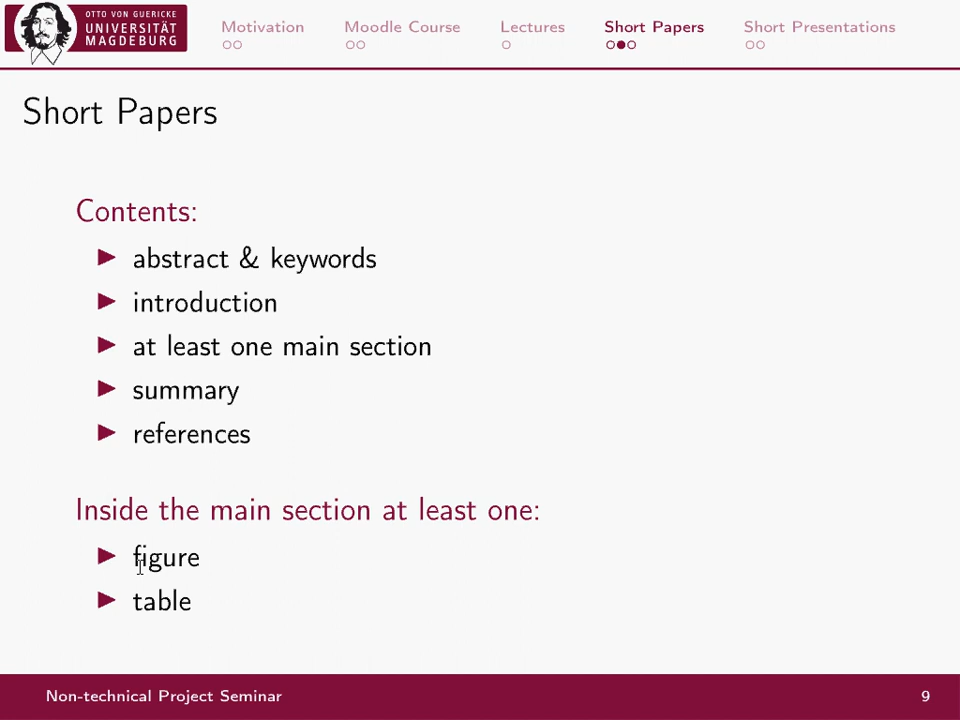 OTTO VON GUERICKE
UNIVERSITÄT
MAGDEBURG
Motivation
Moodle Course
Lectures
Short Papers
Short Presentations
Short Papers
Contents:
abstract & keywords
introduction
at least one main section
summary
references
Inside the main section at least one:
figure
table
Non-technical Project Seminar
9